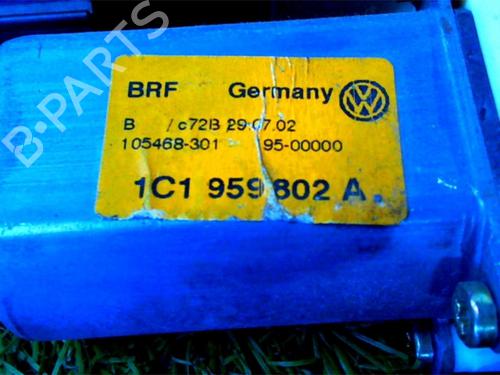 B-PARTS
BRF Germany
B / c72B 29.07.02
105468-301 95-00000
1C1 959 802 A